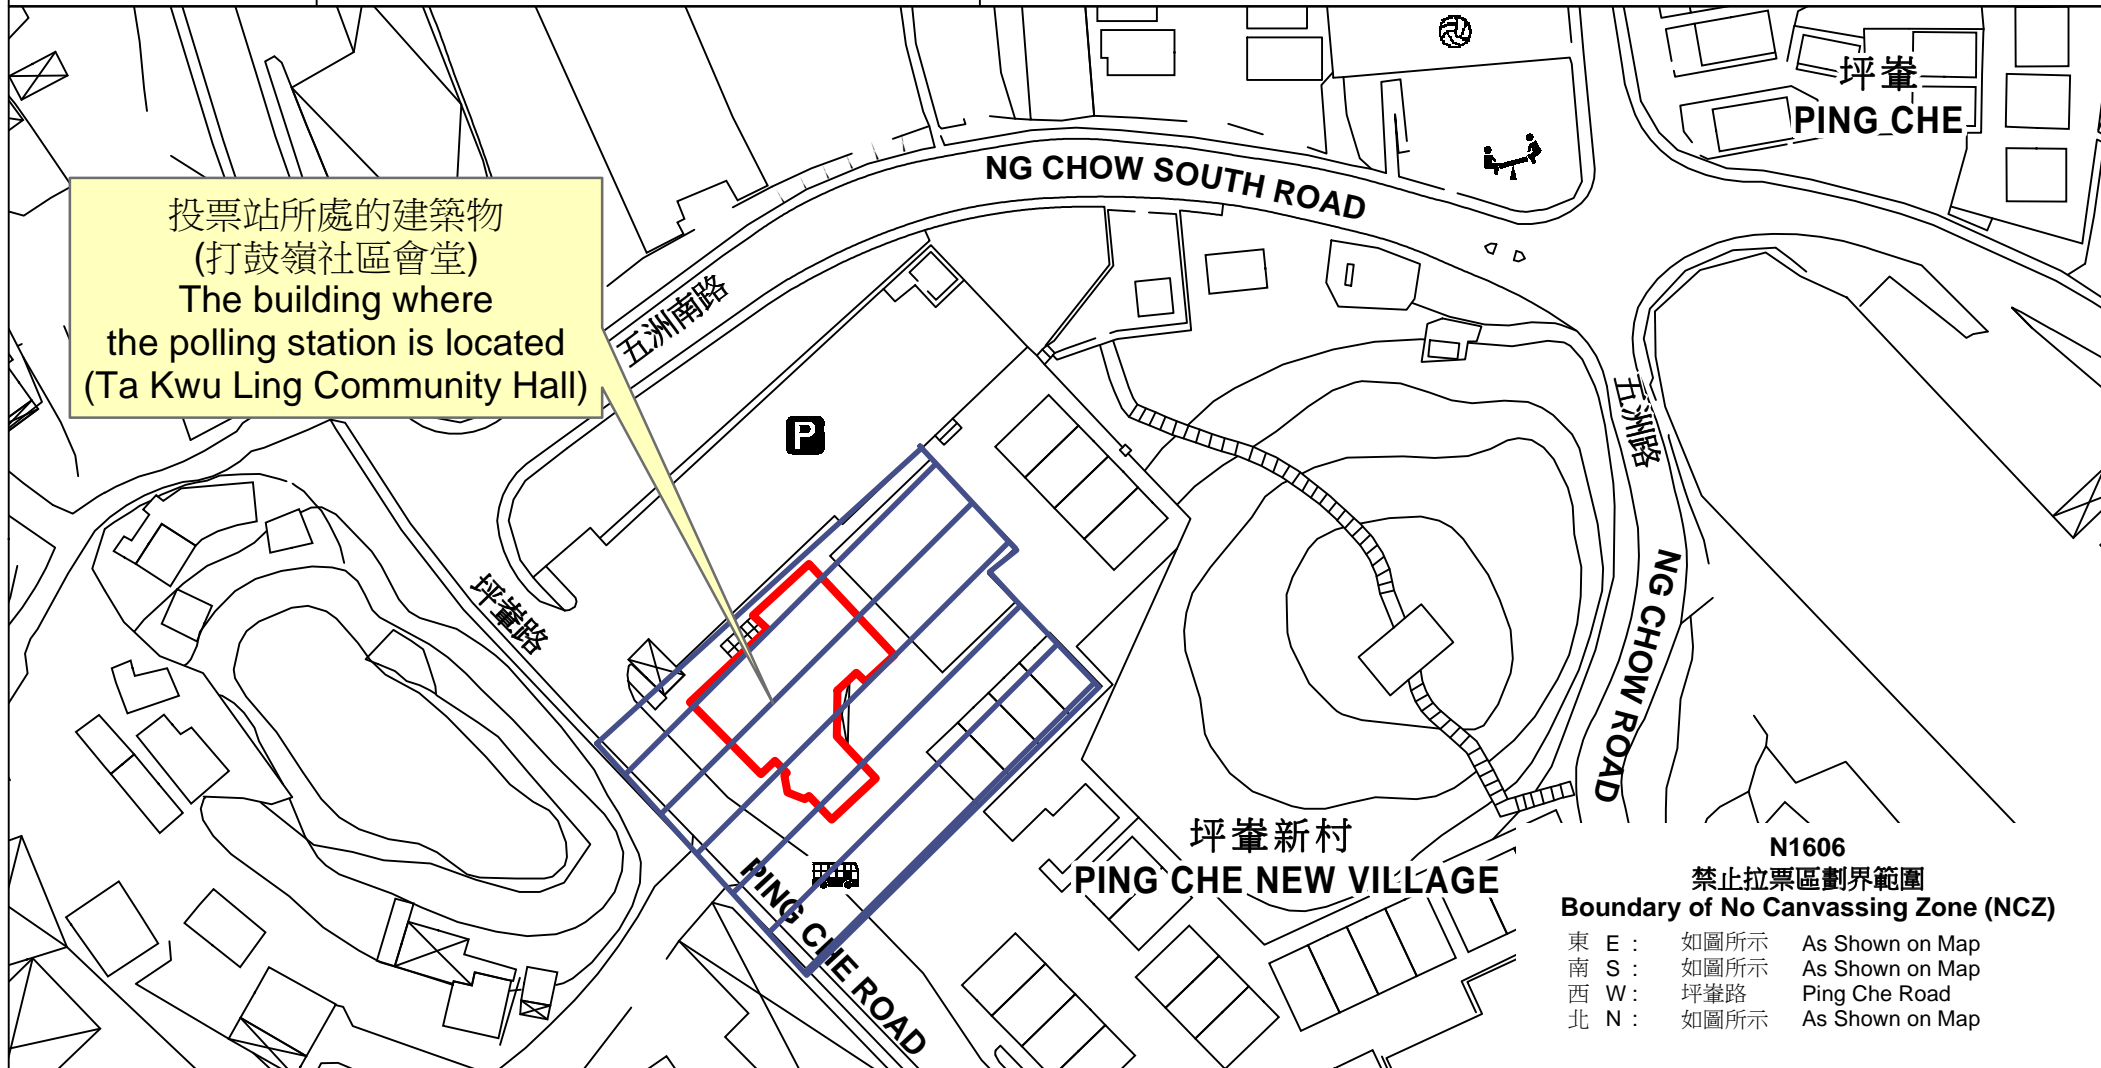 坪輋
PING CHE
NG CHOW SOUTH ROAD
投票站所處的建築物
(打鼓嶺社區會堂)
The building where
the polling station is located
(Ta Kwu Ling Community Hall)
五洲南路
五洲路
P
坪輋路
NG CHOW ROAD
坪輋新村
PING CHE NEW VILLAGE
PING CHE ROAD
N1606
禁止拉票區劃界範圍
Boundary of No Canvassing Zone (NCZ)
東 E : 如圖所示 As Shown on Map
南 S : 如圖所示 As Shown on Map
西 W : 坪輋路 Ping Che Road
北 N : 如圖所示 As Shown on Map